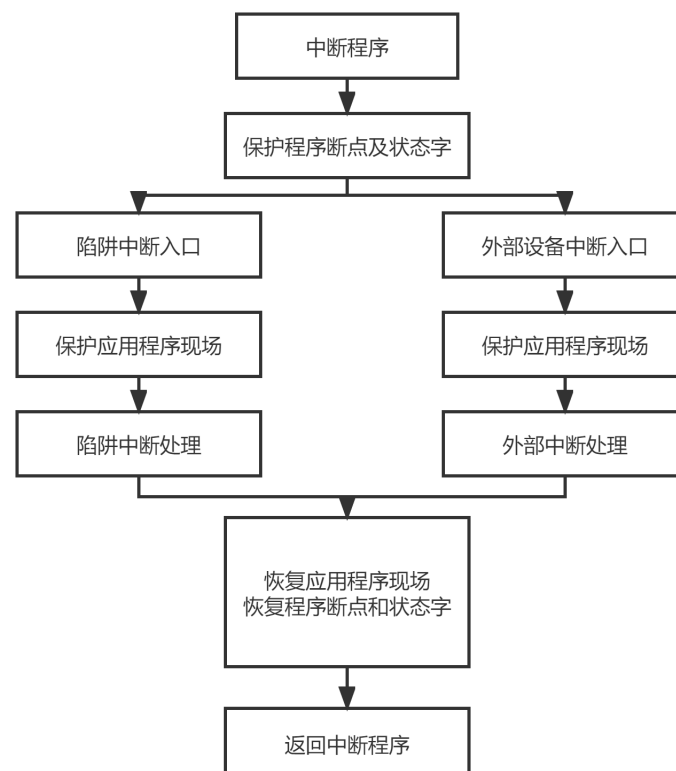 中断程序
保护程序断点及状态字
陷阱中断入口
外部设备中断入口
保护应用程序现场
保护应用程序现场
陷阱中断处理
外部中断处理
恢复应用程序现场
恢复程序断点和状态字
返回中断程序